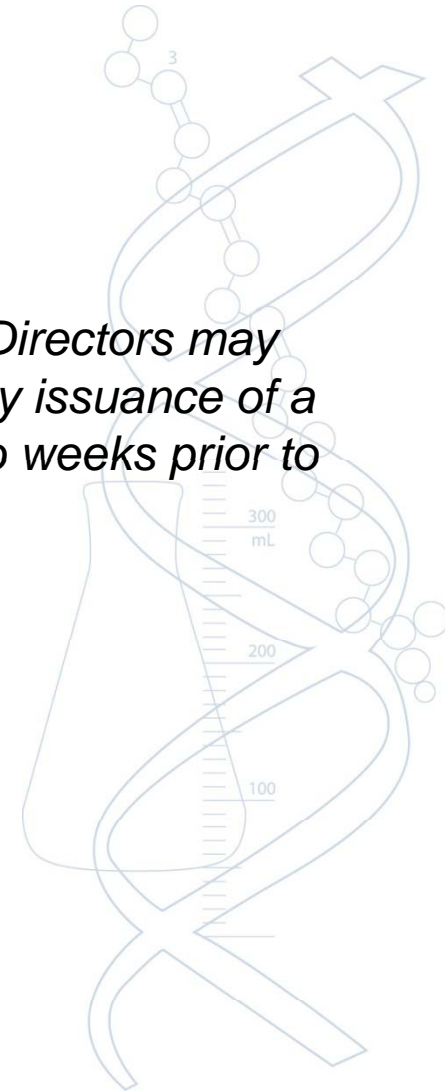 3
Directors may
y issuance of a
o weeks prior to
300
mL
200
100